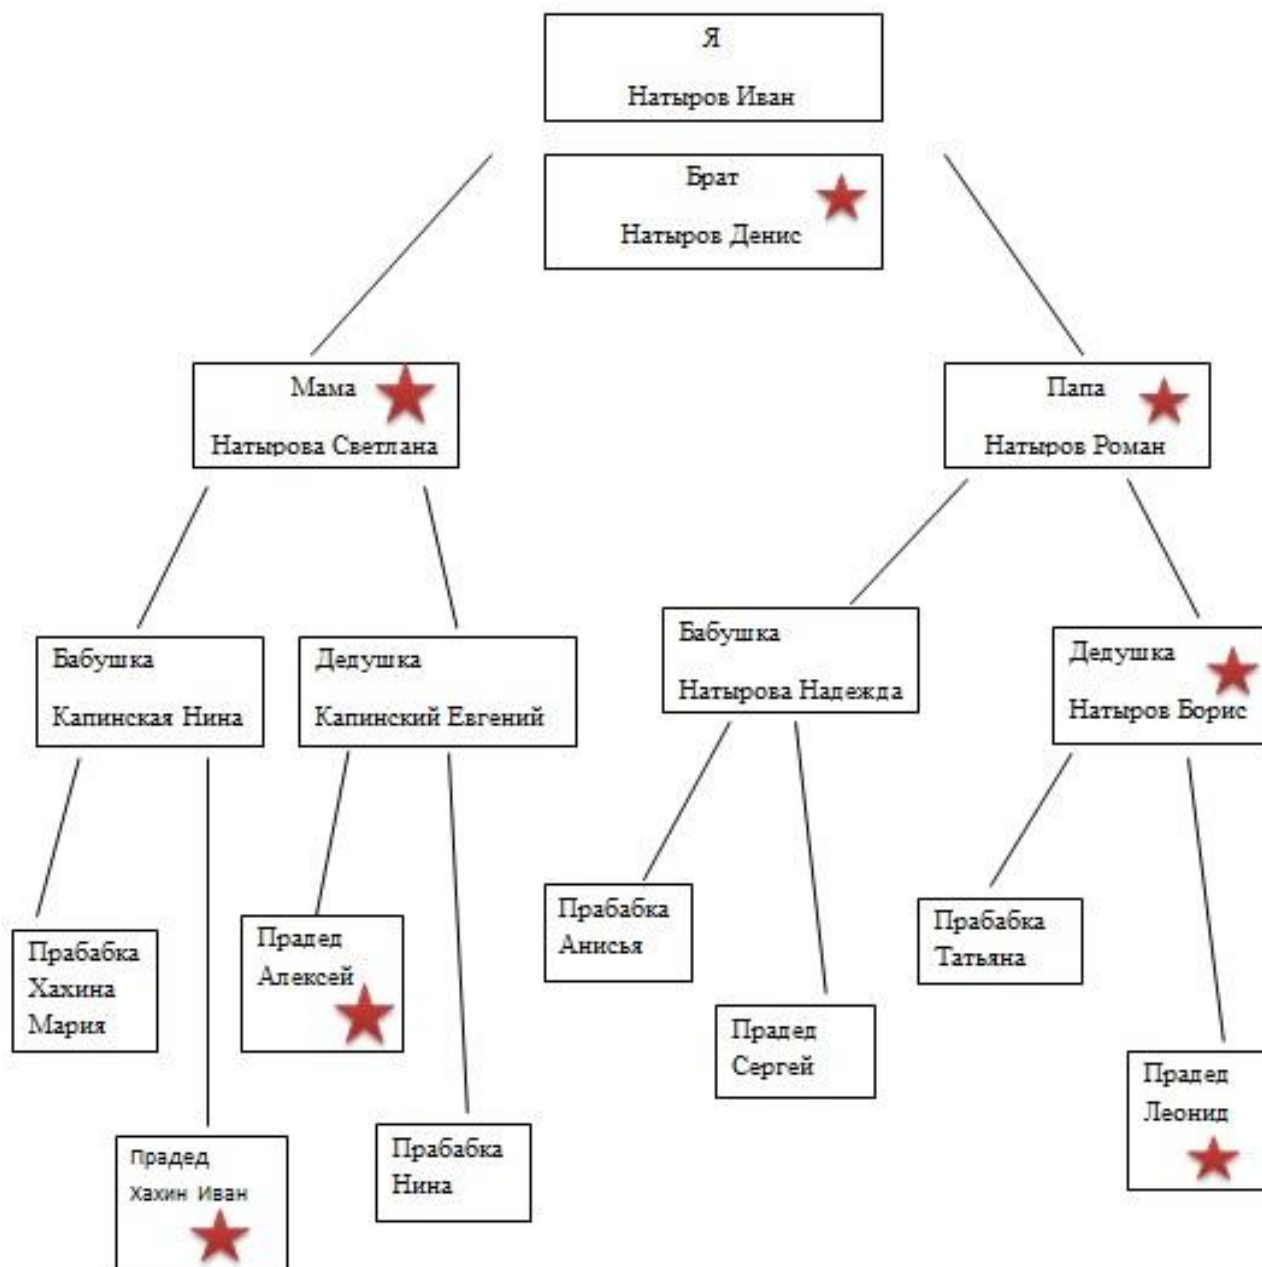 Я
Натыров Иван
Брат
Натыров Денис
Мама
Натырова Светлана
Папа
Натыров Роман
Бабушка
Капинская Нина
Дедушка
Капинский Евгений
Бабушка
Натырова Надежда
Дедушка
Натыров Борис
Прабабка
Хахина
Мария
Прадед
Хахин Иван
Прадед
Алексей
Прабабка
Нина
Прабабка
Анисья
Прадед
Сергей
Прабабка
Татьяна
Прадед
Леонид